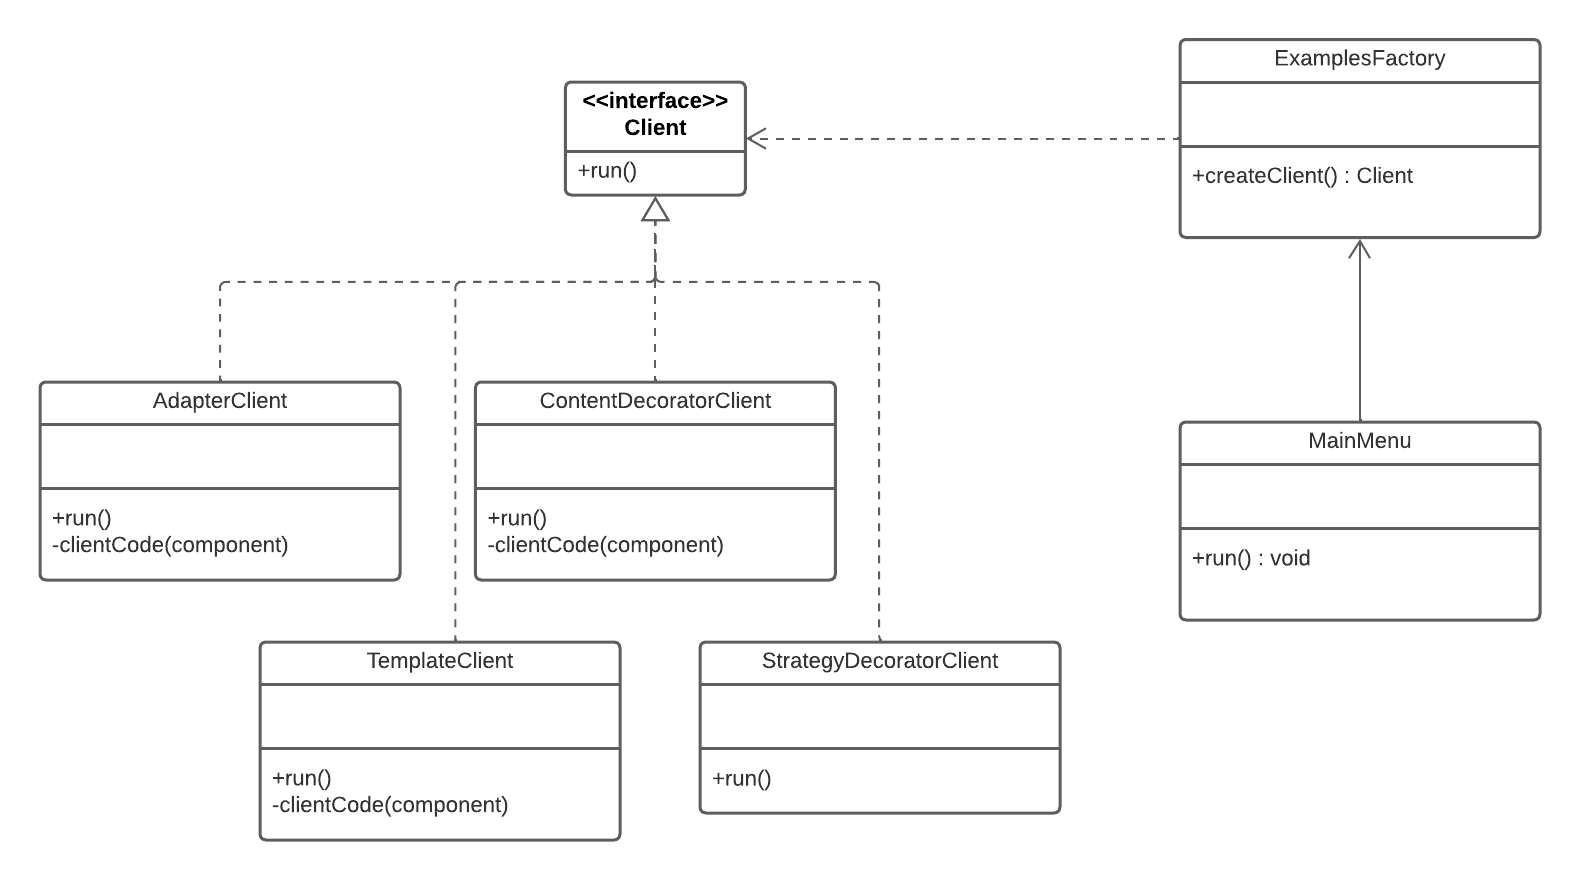 <<interface>>
Client
+run()
ExamplesFactory
+createClient() : Client
AdapterClient
+run()
-clientCode(component)
ContentDecoratorClient
+run()
-clientCode(component)
MainMenu
+run() : void
TemplateClient
+run()
-clientCode(component)
StrategyDecoratorClient
+run()